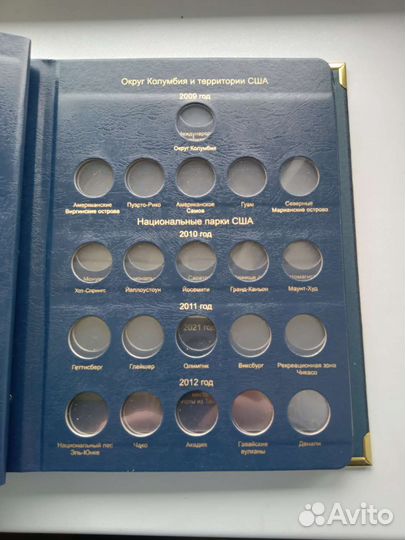 Округ Колумбия и территории США
2009 год
Округ Колумбия
Американские Виргинские острова
Пуэрто-Рико
Американское Самоа
Гуам
Северные Марианские острова
Национальные парки США
2010 год
Хот-Спрингс
Йеллоустоун
Йосемити
Гранд-Каньон
Маунт-Худ
2011 год
2021 год
Геттисберг
Глейшер
Олимпик
Виксбург
Рекреационная зона Чикасо
2012 год
Национальный лес Эль-Юнке
Чако
Акадия
Гавайские вулканы
Денали
Avito